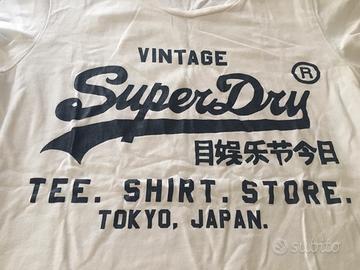 VINTAGE
SuperDry ®
目娱乐节今日
TEE. SHIRT. STORE.
TOKYO, JAPAN.
subito